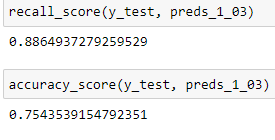 recall_score(y_test, preds_1_03)
0.8864937279259529
accuracy_score(y_test, preds_1_03)
0.7543539154792351